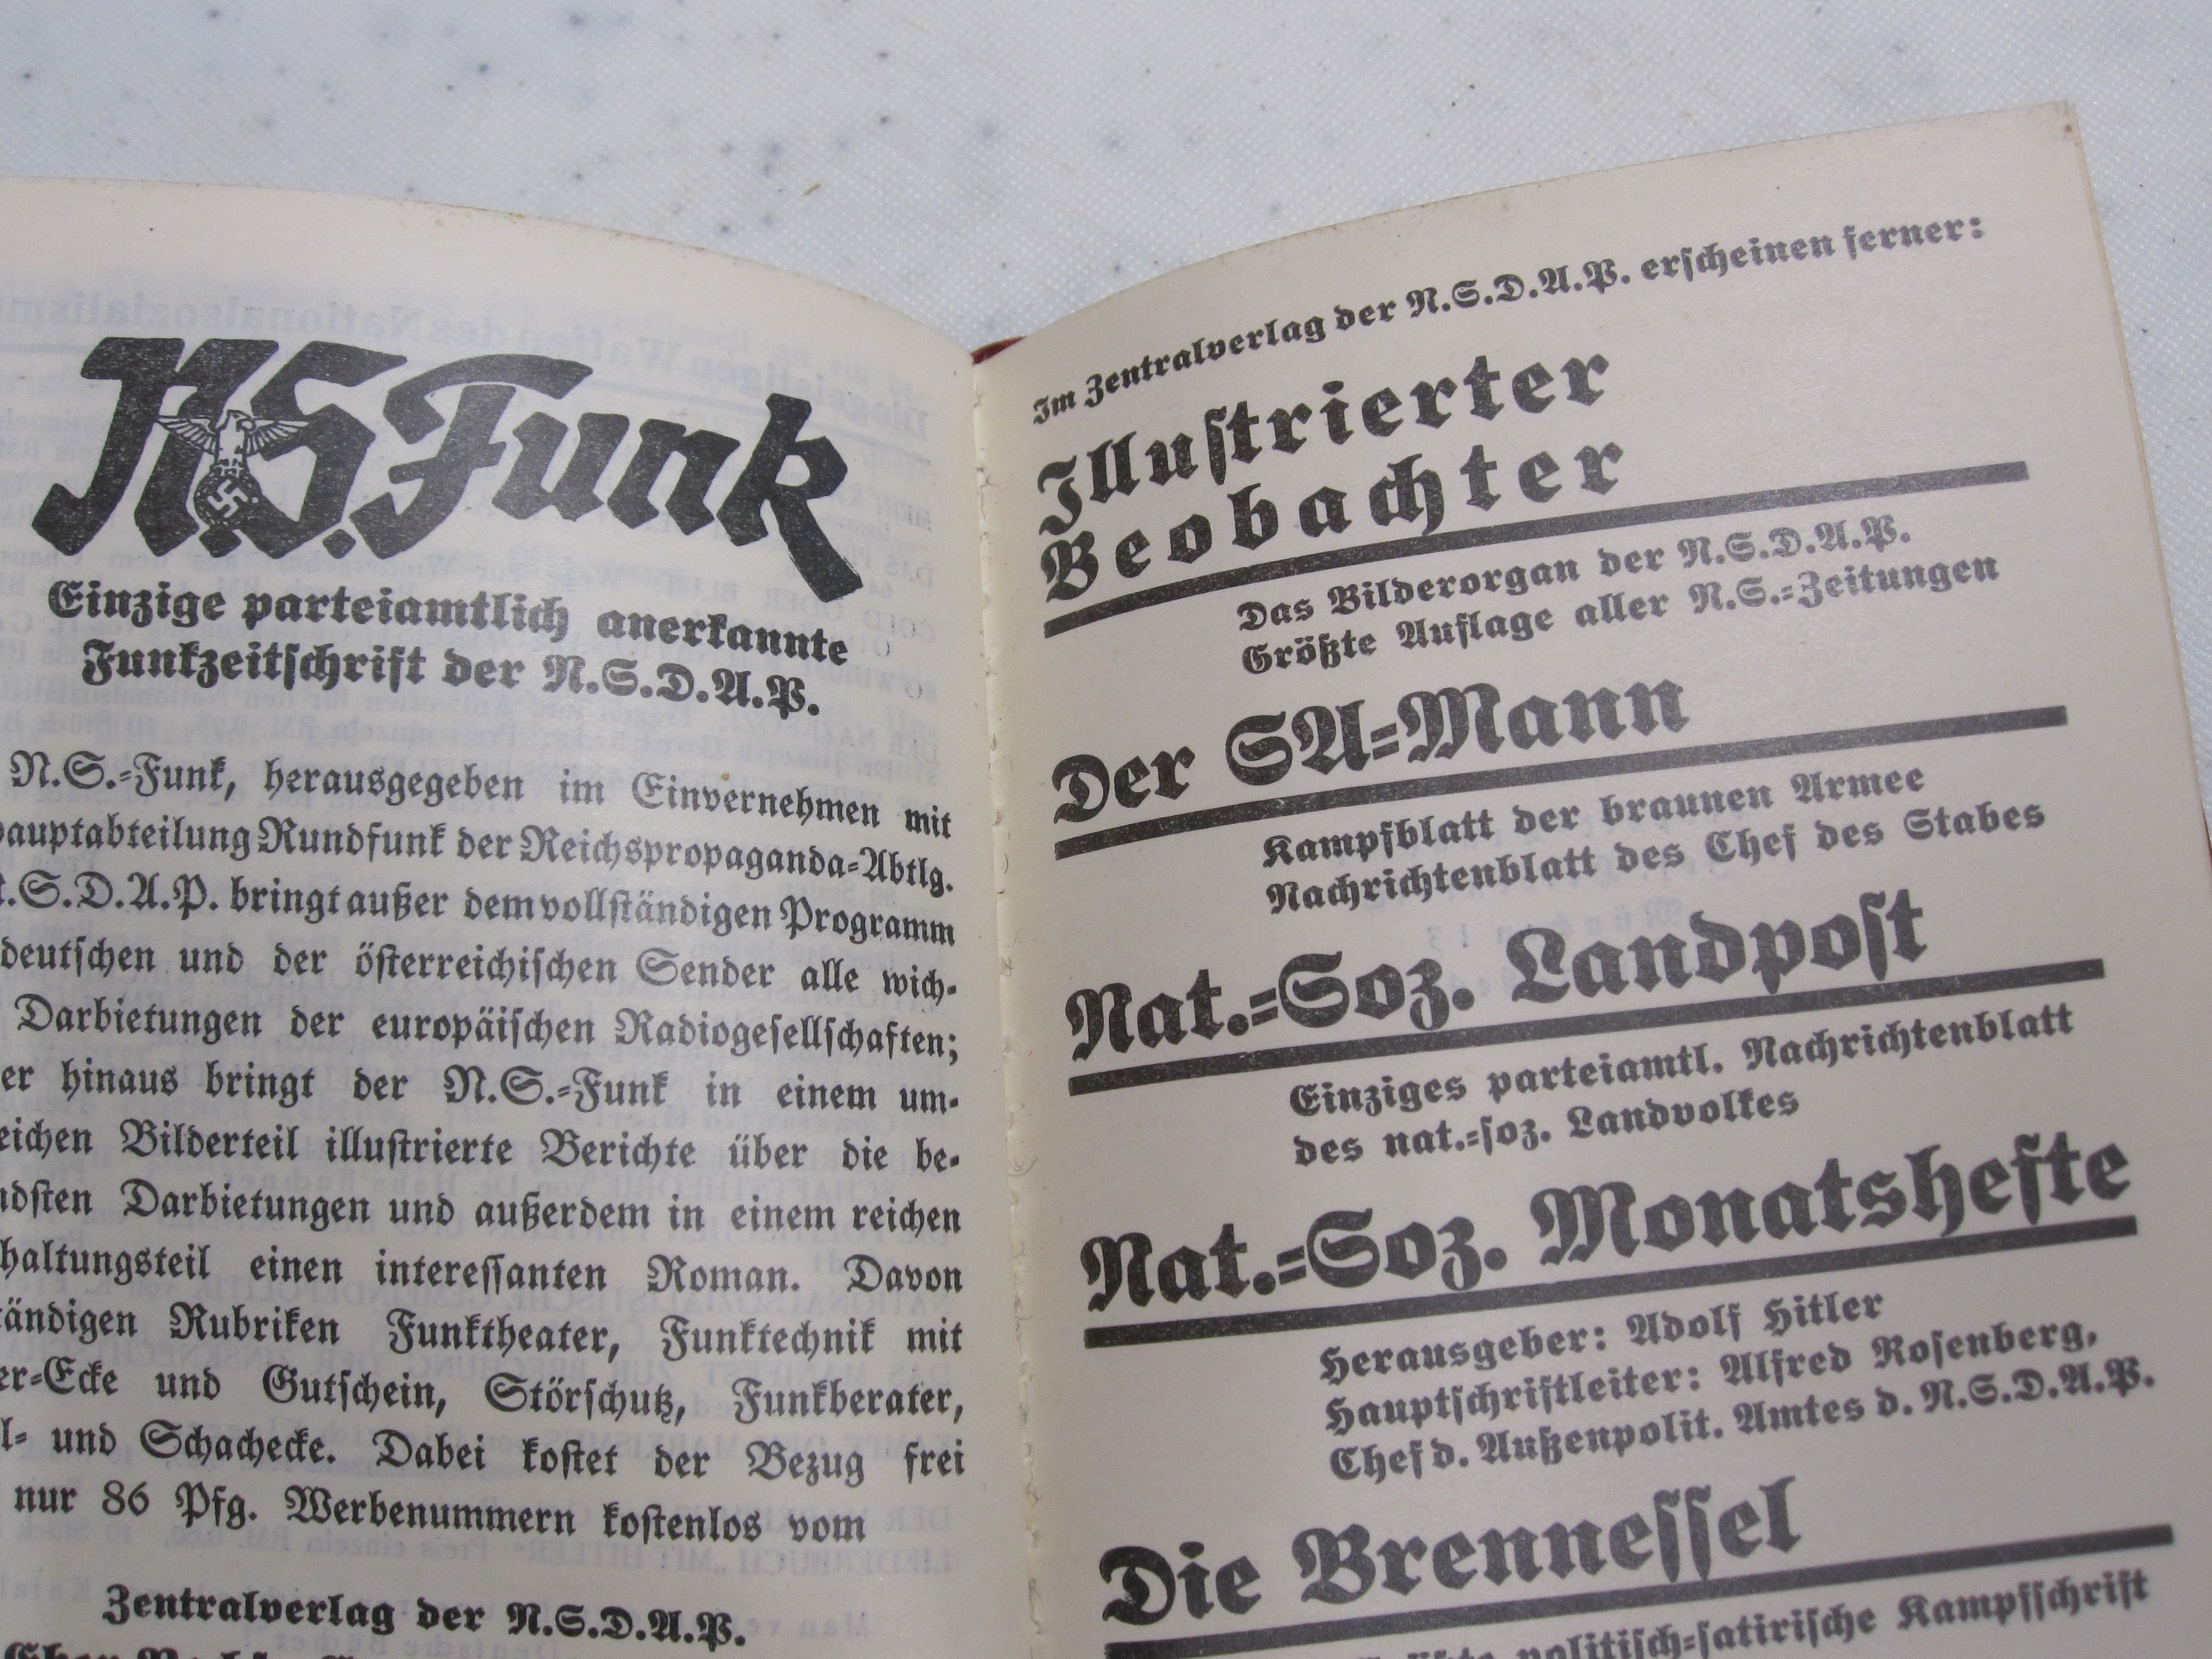 N.S. Funk
Einzige parteiamtlich anerkannte
Funkzeitschrift der N.S.D.A.P.
N.S.=Funk, herausgegeben im Einvernehmen mit
hauptabteilung Rundfunk der Reichspropaganda=Abtlg.
.S.D.A.P. bringt außer dem vollständigen Programm
deutschen und der österreichischen Sender alle wich=
Darbietungen der europäischen Radiogesellschaften;
er hinaus bringt der N.S.=Funk in einem um=
eichen Bilderteil illustrierte Berichte über die be=
ndsten Darbietungen und außerdem in einem reichen
haltungsteil einen interessanten Roman. Davon
tändigen Rubriken Funktheater, Funktechnik mit
er=Ecke und Gutschein, Störschutz, Funkberater,
l= und Schachecke. Dabei kostet der Bezug frei
nur 86 Pfg. Werbenummern kostenlos vom
Zentralverlag der N.S.D.A.P.
Im Zentralverlag der N.S.D.A.P. erscheinen ferner:
Illustrierter
Beobachter
Das Bilderorgan der N.S.D.A.P.
Größte Auflage aller N.S.=Zeitungen
Der SA=Mann
Kampfblatt der braunen Armee
Nachrichtenblatt des Chef des Stabes
Nat.=Soz. Landpost
Einziges parteiamtl. Nachrichtenblatt
des nat.=soz. Landvolkes
Nat.=Soz. Monatshefte
Herausgeber: Adolf Hitler
Hauptschriftleiter: Alfred Rosenberg,
Chef d. Außenpolit. Amtes d. N.S.D.A.P.
Die Brennessel
politisch=satirische Kampfschrift